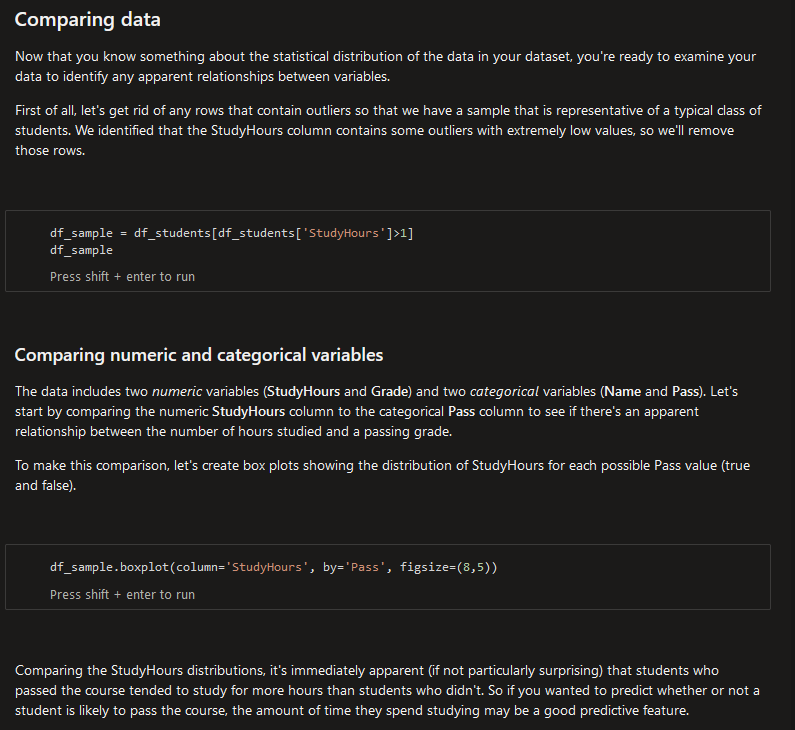 Comparing data
Now that you know something about the statistical distribution of the data in your dataset, you're ready to examine your
data to identify any apparent relationships between variables.
First of all, let's get rid of any rows that contain outliers so that we have a sample that is representative of a typical class of
students. We identified that the StudyHours column contains some outliers with extremely low values, so we'll remove
those rows.
df_sample = df_students[df_students['StudyHours']>1]
df_sample
Press shift + enter to run
Comparing numeric and categorical variables
The data includes two numeric variables (StudyHours and Grade) and two categorical variables (Name and Pass). Let's
start by comparing the numeric StudyHours column to the categorical Pass column to see if there's an apparent
relationship between the number of hours studied and a passing grade.
To make this comparison, let's create box plots showing the distribution of StudyHours for each possible Pass value (true
and false).
df_sample.boxplot(column='StudyHours', by='Pass', figsize=(8,5))
Press shift + enter to run
Comparing the StudyHours distributions, it's immediately apparent (if not particularly surprising) that students who
passed the course tended to study for more hours than students who didn't. So if you wanted to predict whether or not a
student is likely to pass the course, the amount of time they spend studying may be a good predictive feature.